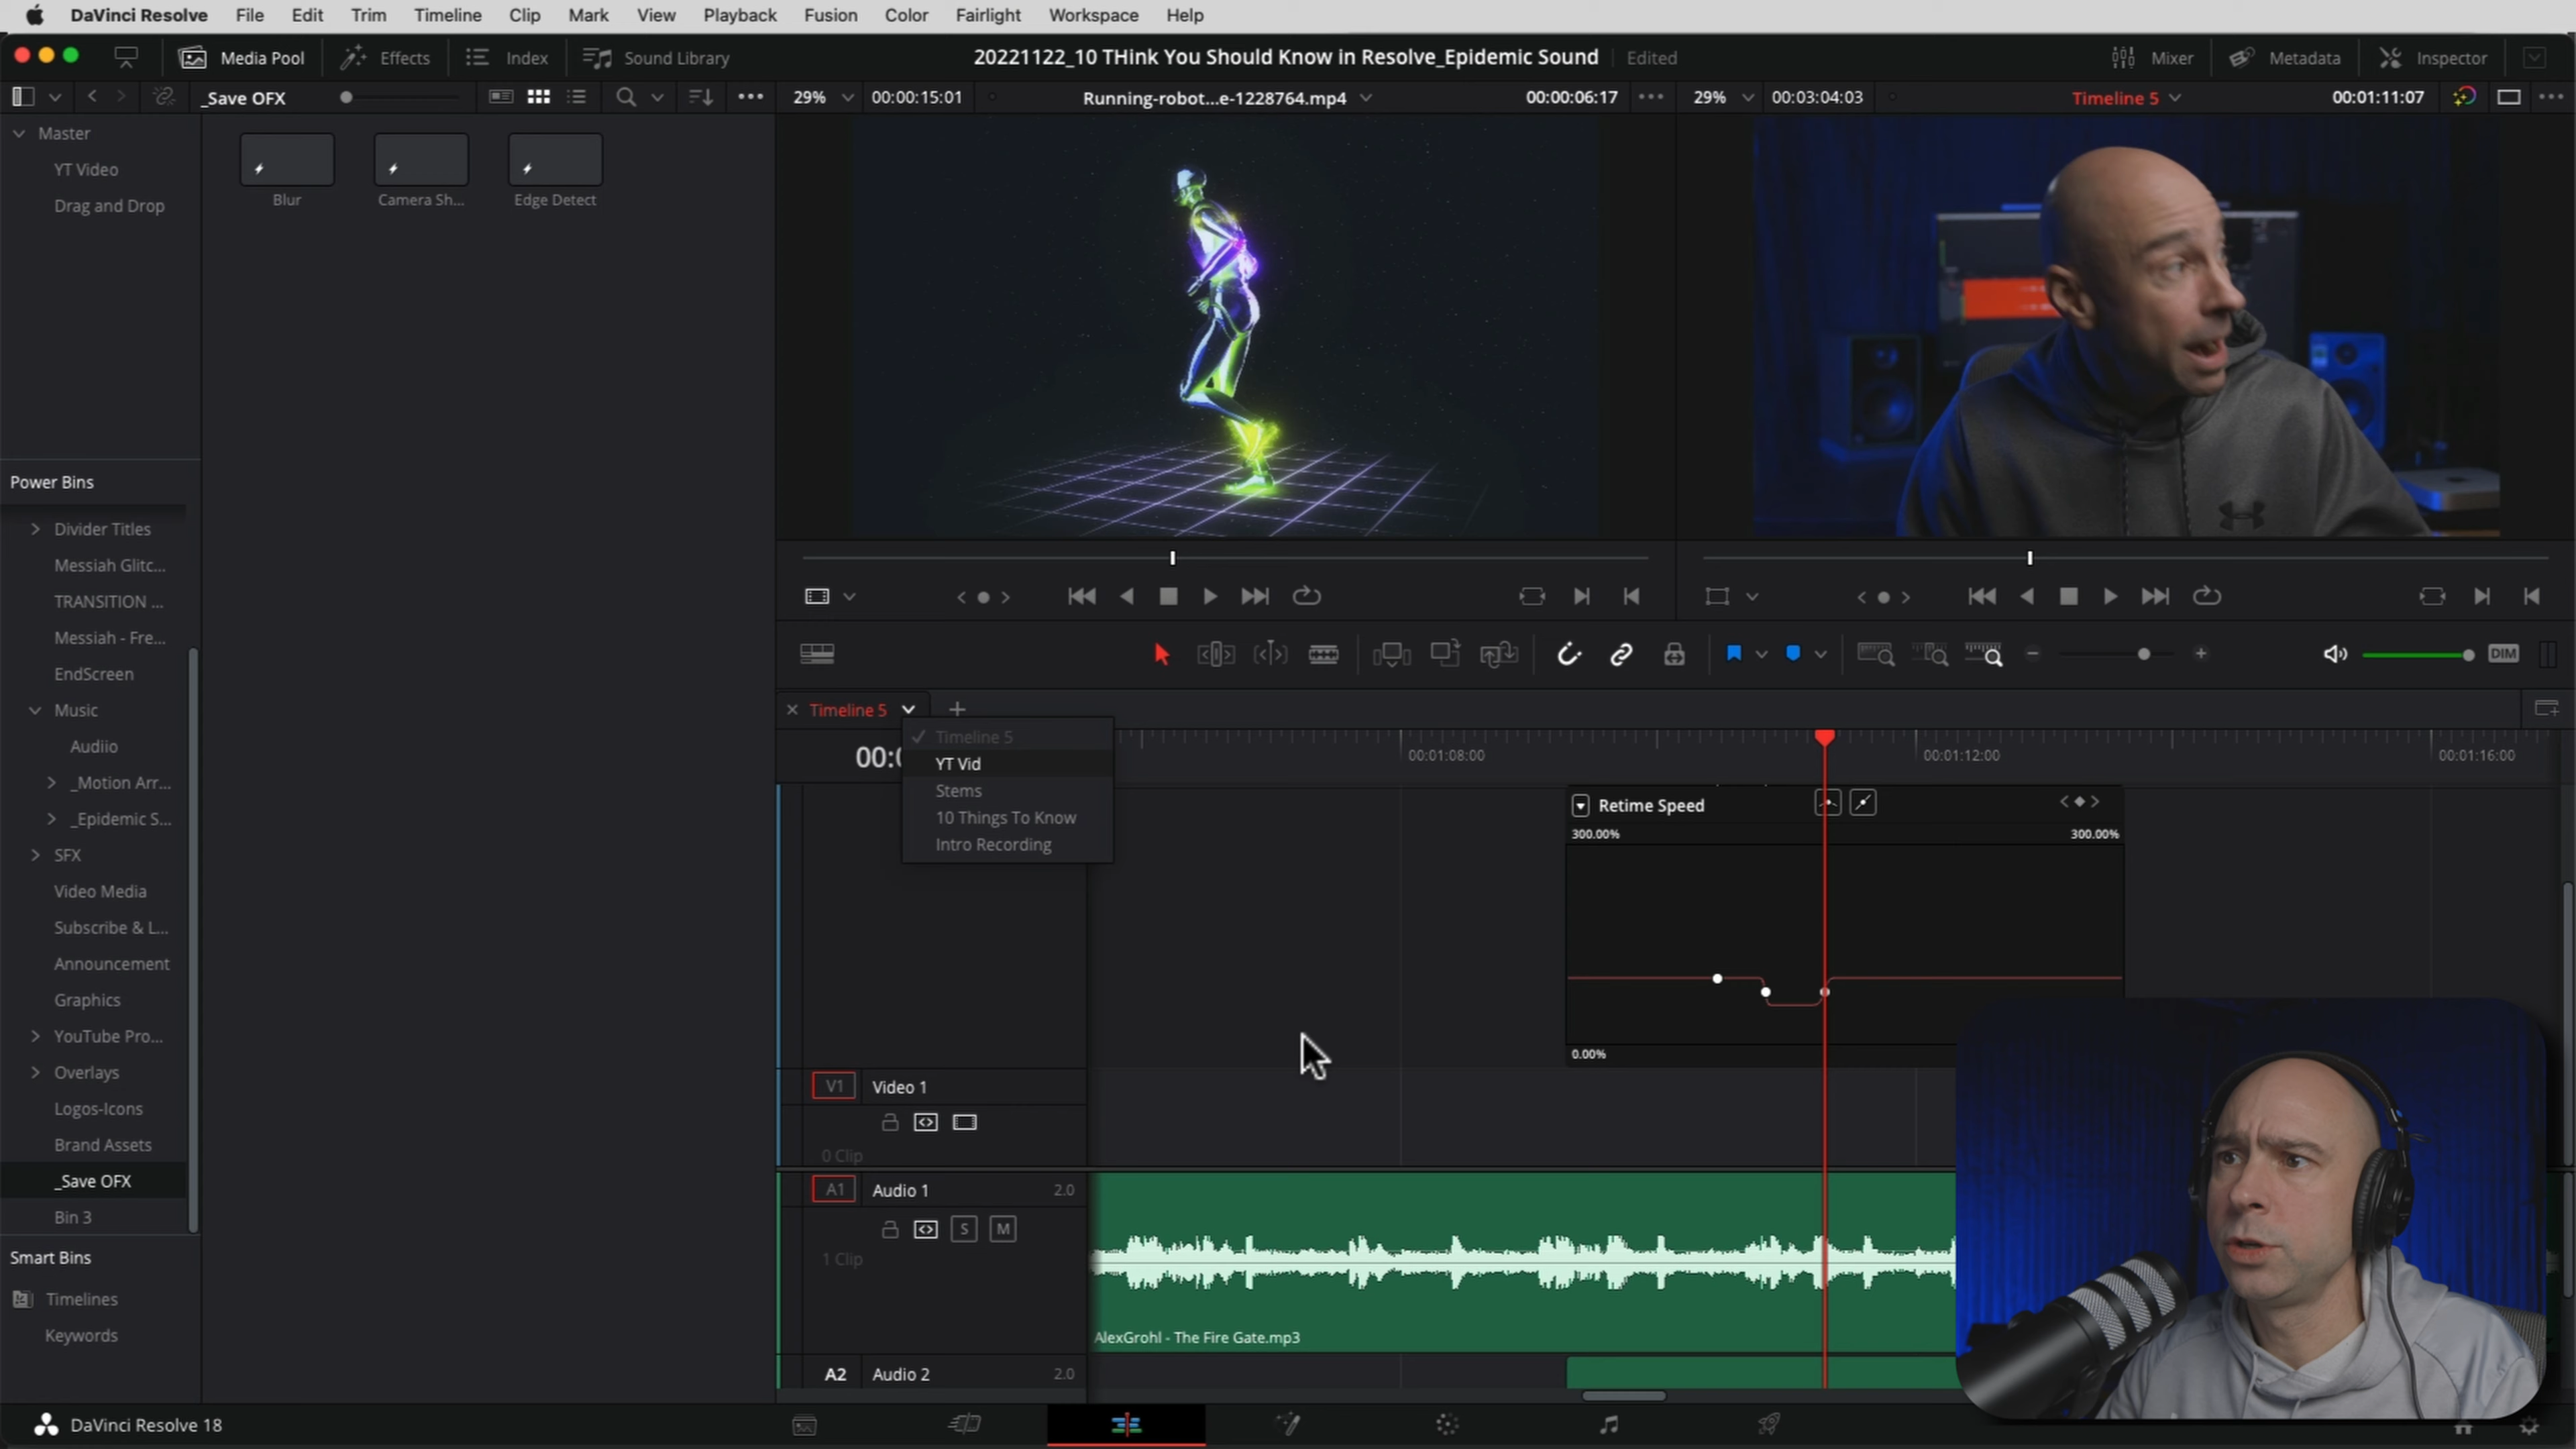 DaVinci Resolve File Edit Trim Timeline Clip Mark View Playback Fusion Color Fairlight Workspace Help
Media Pool Effects Index Sound Library 20221122_10 THink You Should Know in Resolve_Epidemic Sound Edited Mixer Metadata Inspector
_Save OFX 29% 00:00:15:01 Running-robot...e-1228764.mp4 00:00:06:17 29% 00:03:04:03 Timeline 5 00:01:11:07
Master
YT Video
Drag and Drop
Blur Camera Sh... Edge Detect
Power Bins
Divider Titles
Messiah Glitc...
TRANSITION ...
Messiah - Fre...
EndScreen
Music
Audiio
_Motion Arr...
_Epidemic S...
SFX
Video Media
Subscribe & L...
Announcement
Graphics
YouTube Pro...
Overlays
Logos-Icons
Brand Assets
_Save OFX
Bin 3
Smart Bins
Timelines
Keywords
DIM
Timeline 5
00:0
Timeline 5
YT Vid
Stems
10 Things To Know
Intro Recording
00:01:08:00 00:01:12:00 00:01:16:00
Retime Speed
300.00% 300.00%
0.00%
V1 Video 1
0 Clip
A1 Audio 1 2.0
S M
1 Clip
AlexGrohl - The Fire Gate.mp3
A2 Audio 2 2.0
DaVinci Resolve 18